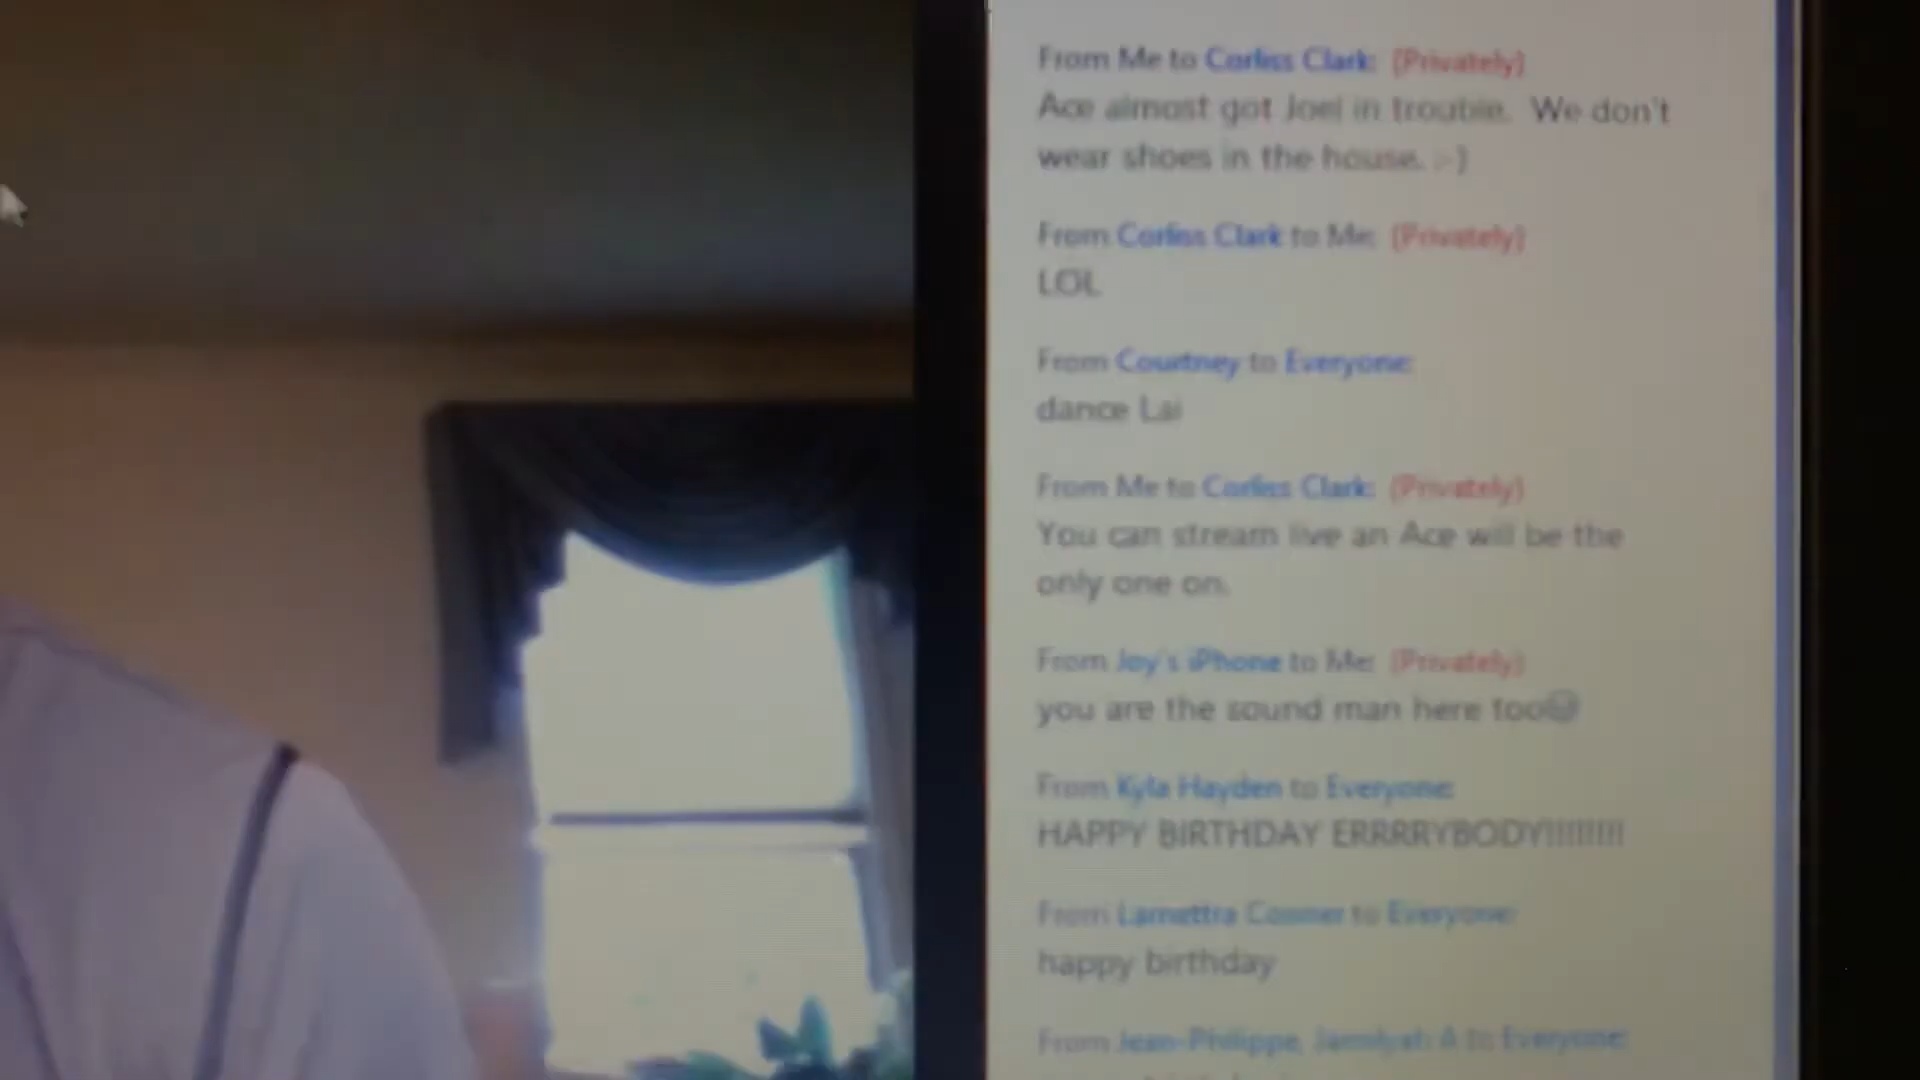 From Me to Corliss Clark: (Privately)
Ace almost got Joel in trouble. We don't
wear shoes in the house. :-)
From Corliss Clark to Me: (Privately)
LOL
From Courtney to Everyone:
dance Lai
From Me to Corliss Clark: (Privately)
You can stream live an Ace will be the
only one on.
From Joy's iPhone to Me: (Privately)
you are the sound man here too
From Kyla Hayden to Everyone:
HAPPY BIRTHDAY ERRRRYBODY!!!!!!!!
From Lamettra Conner to Everyone:
happy birthday
From Jean-Philippe, A to Everyone: